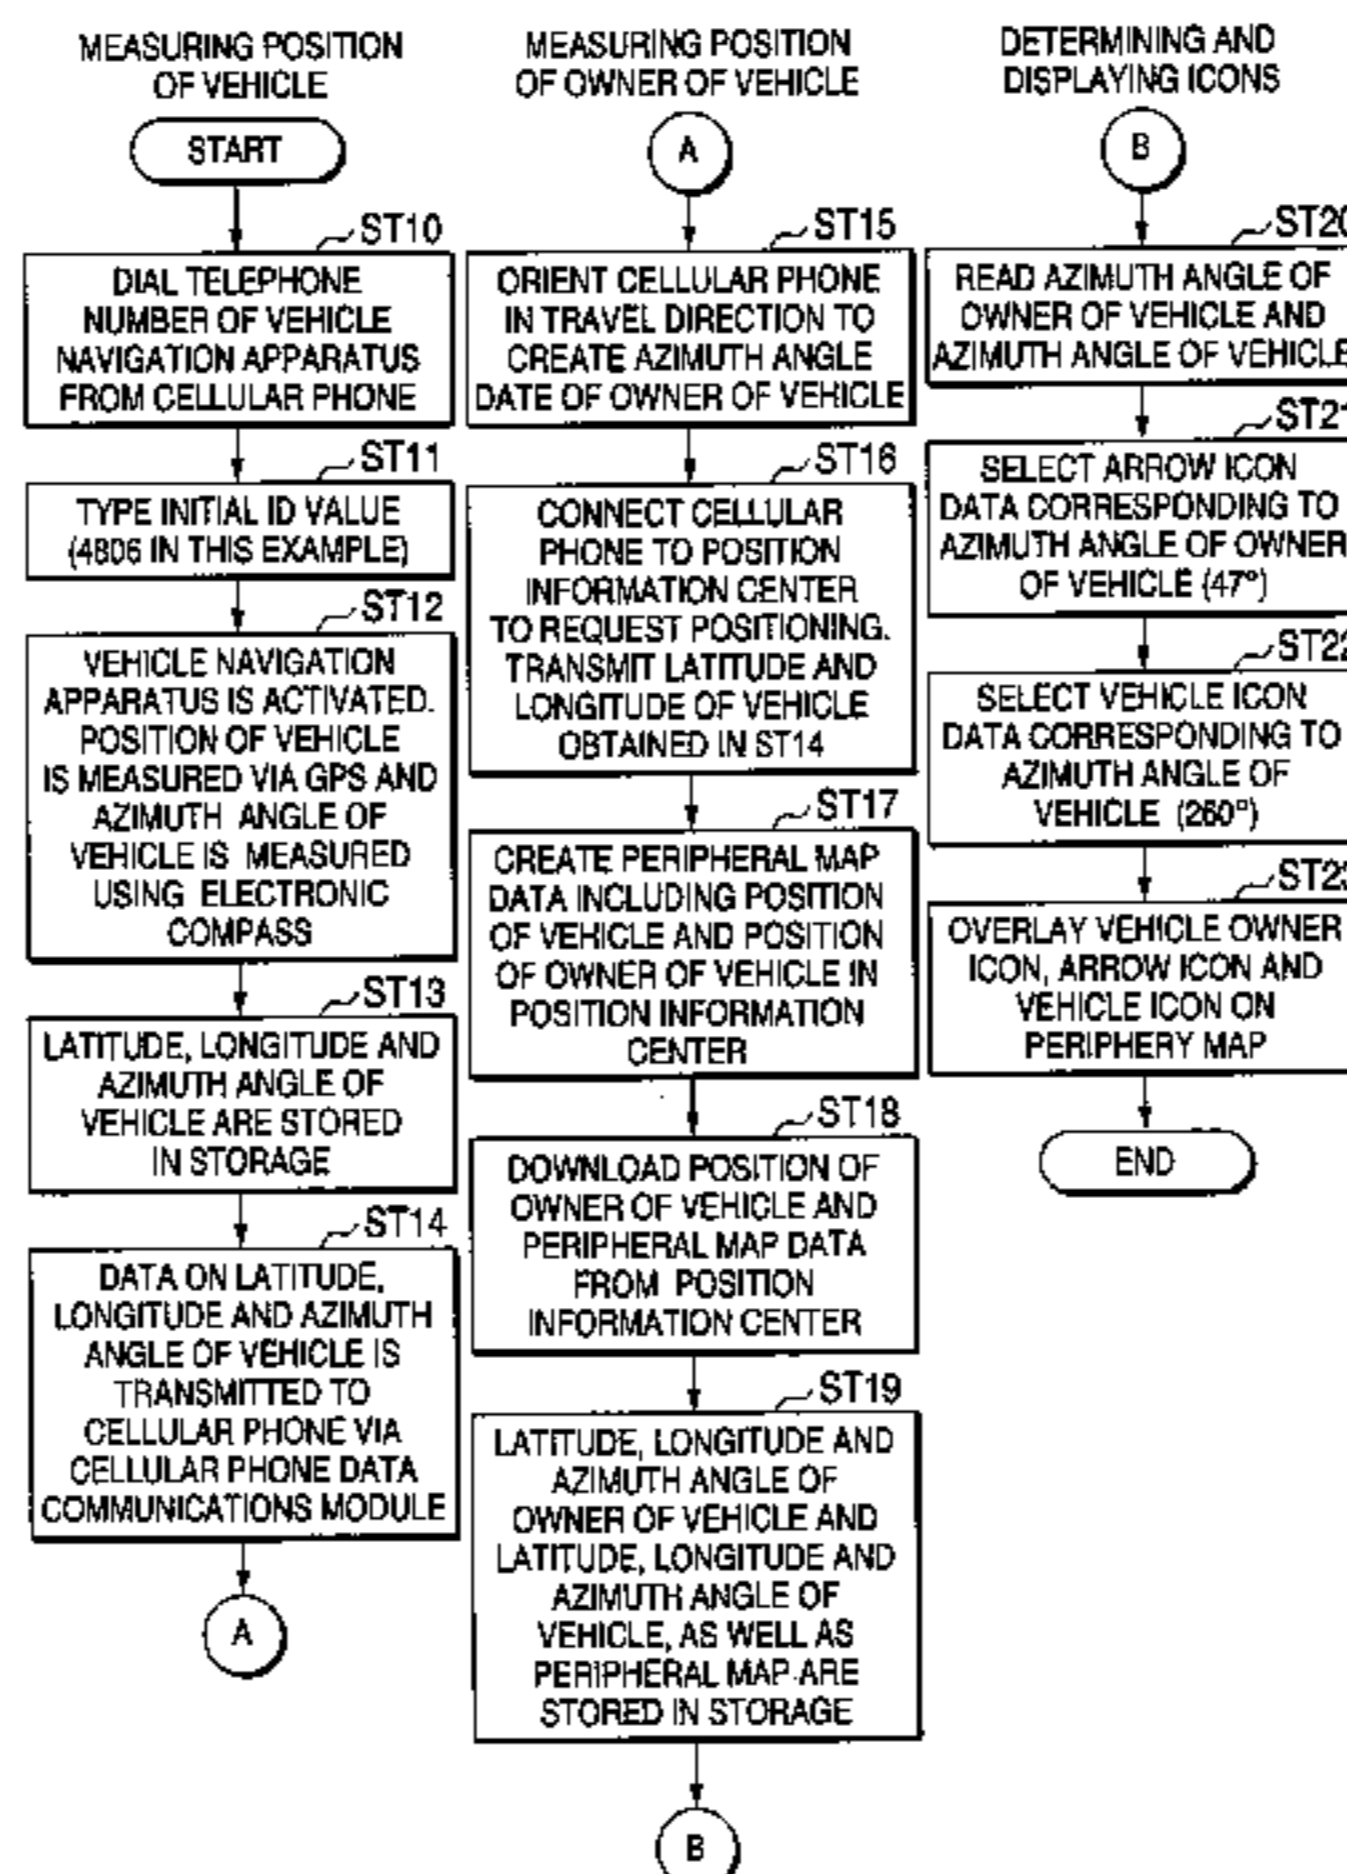 MEASURING POSITION
OF VEHICLE
START
ST10
DIAL TELEPHONE
NUMBER OF VEHICLE
NAVIGATION APPARATUS
FROM CELLULAR PHONE
ST11
TYPE INITIAL ID VALUE
(4806 IN THIS EXAMPLE)
ST12
VEHICLE NAVIGATION
APPARATUS IS ACTIVATED.
POSITION OF VEHICLE
IS MEASURED VIA GPS AND
AZIMUTH ANGLE OF
VEHICLE IS MEASURED
USING ELECTRONIC
COMPASS
ST13
LATITUDE, LONGITUDE AND
AZIMUTH ANGLE OF
VEHICLE ARE STORED
IN STORAGE
ST14
DATA ON LATITUDE,
LONGITUDE AND AZIMUTH
ANGLE OF VEHICLE IS
TRANSMITTED TO
CELLULAR PHONE VIA
CELLULAR PHONE DATA
COMMUNICATIONS MODULE
A
MEASURING POSITION
OF OWNER OF VEHICLE
A
ST15
ORIENT CELLULAR PHONE
IN TRAVEL DIRECTION TO
CREATE AZIMUTH ANGLE
DATE OF OWNER OF VEHICLE
ST16
CONNECT CELLULAR
PHONE TO POSITION
INFORMATION CENTER
TO REQUEST POSITIONING.
TRANSMIT LATITUDE AND
LONGITUDE OF VEHICLE
OBTAINED IN ST14
ST17
CREATE PERIPHERAL MAP
DATA INCLUDING POSITION
OF VEHICLE AND POSITION
OF OWNER OF VEHICLE IN
POSITION INFORMATION
CENTER
ST18
DOWNLOAD POSITION OF
OWNER OF VEHICLE AND
PERIPHERAL MAP DATA
FROM POSITION
INFORMATION CENTER
ST19
LATITUDE, LONGITUDE AND
AZIMUTH ANGLE OF
OWNER OF VEHICLE AND
LATITUDE, LONGITUDE AND
AZIMUTH ANGLE OF
VEHICLE, AS WELL AS
PERIPHERAL MAP ARE
STORED IN STORAGE
B
DETERMINING AND
DISPLAYING ICONS
B
ST20
READ AZIMUTH ANGLE OF
OWNER OF VEHICLE AND
AZIMUTH ANGLE OF VEHICLE
ST21
SELECT ARROW ICON
DATA CORRESPONDING TO
AZIMUTH ANGLE OF OWNER
OF VEHICLE (47°)
ST22
SELECT VEHICLE ICON
DATA CORRESPONDING TO
AZIMUTH ANGLE OF
VEHICLE (260°)
ST23
OVERLAY VEHICLE OWNER
ICON, ARROW ICON AND
VEHICLE ICON ON
PERIPHERY MAP
END